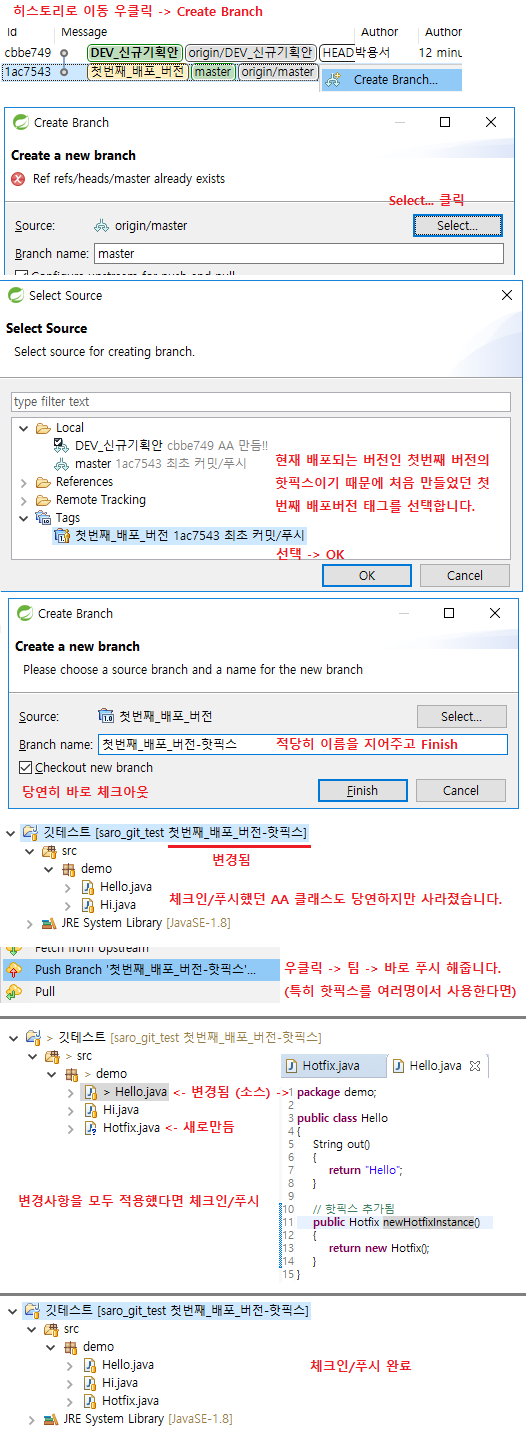 히스토리로 이동 우클릭 -> Create Branch
Id Message Author Author
cbbe749 DEV_신규기획안 origin/DEV_신규기획안 HEAD 박용서 12 minu
1ac7543 첫번째_배포_버전 master origin/master
Create Branch...
Create Branch
Create a new branch
Ref refs/heads/master already exists
Select... 클릭
Source: origin/master Select...
Branch name: master
Configure upstream for push and pull
Select Source
Select Source
Select source for creating branch.
type filter text
Local
DEV_신규기획안 cbbe749 AA 만듬!!
master 1ac7543 최초 커밋/푸시
References
Remote Tracking
Tags
첫번째_배포_버전 1ac7543 최초 커밋/푸시
현재 배포되는 버전인 첫번째 버전의
핫픽스이기 때문에 처음 만들었던 첫
번째 배포버전 태그를 선택합니다.
선택 -> OK
OK Cancel
Create Branch
Create a new branch
Please choose a source branch and a name for the new branch
Source: 첫번째_배포_버전 Select...
Branch name: 첫번째_배포_버전-핫픽스 적당히 이름을 지어주고 Finish
Checkout new branch
당연히 바로 체크아웃 Finish Cancel
깃테스트 [saro_git_test 첫번째_배포_버전-핫픽스]
src 변경됨
demo
Hello.java
Hi.java
체크인/푸시했던 AA 클래스도 당연하지만 사라졌습니다.
JRE System Library [JavaSE-1.8]
Fetch from Upstream
Push Branch '첫번째_배포_버전-핫픽스'... 우클릭 -> 팀 -> 바로 푸시 해줍니다.
Pull (특히 핫픽스를 여러명이서 사용한다면)
> 깃테스트 [saro_git_test 첫번째_배포_버전-핫픽스]
> src
> demo
> Hello.java <- 변경됨 (소스) ->
Hi.java
Hotfix.java <- 새로만듬
변경사항을 모두 적용했다면 체크인/푸시
Hotfix.java Hello.java
1 package demo;
2
3 public class Hello
4 {
5 String out()
6 {
7 return "Hello";
8 }
9
10 // 핫픽스 추가됨
11 public Hotfix newHotfixInstance()
12 {
13 return new Hotfix();
14 }
15 }
깃테스트 [saro_git_test 첫번째_배포_버전-핫픽스]
src
demo
Hello.java 체크인/푸시 완료
Hi.java
Hotfix.java
JRE System Library [JavaSE-1.8]